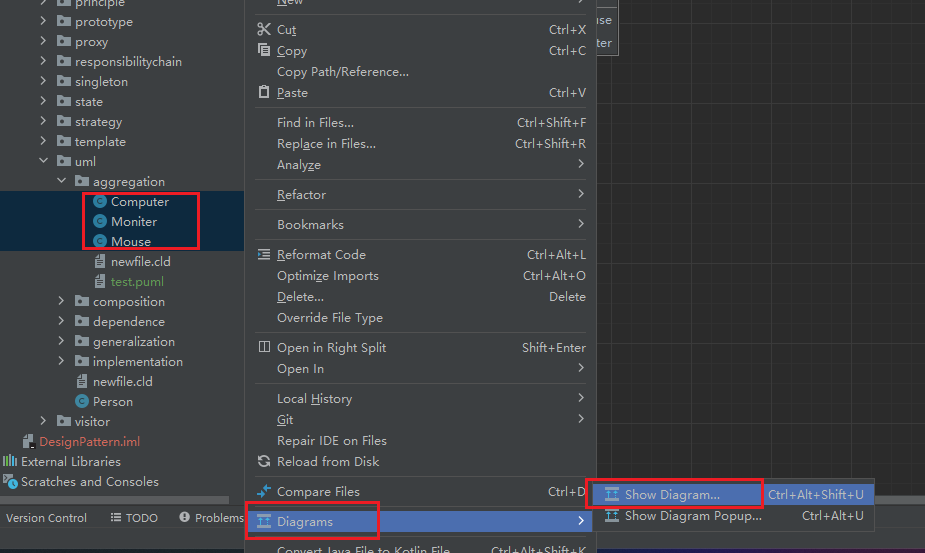 principle
prototype
proxy
responsibilitychain
singleton
state
strategy
template
uml
aggregation
Computer
Moniter
Mouse
newfile.cld
test.puml
composition
dependence
generalization
implementation
newfile.cld
Person
visitor
DesignPattern.iml
External Libraries
Scratches and Consoles
Version Control
TODO
Problems
New
Cut Ctrl+X
Copy Ctrl+C
Copy Path/Reference...
Paste Ctrl+V
Find in Files... Ctrl+Shift+F
Replace in Files... Ctrl+Shift+R
Analyze
Refactor
Bookmarks
Reformat Code Ctrl+Alt+L
Optimize Imports Ctrl+Alt+O
Delete... Delete
Override File Type
Open in Right Split Shift+Enter
Open In
Local History
Git
Repair IDE on Files
Reload from Disk
Compare Files Ctrl+D
Diagrams
Convert Java File to Kotlin File Ctrl+Alt+Shift+K
use
ter
Show Diagram... Ctrl+Alt+Shift+U
Show Diagram Popup... Ctrl+Alt+U